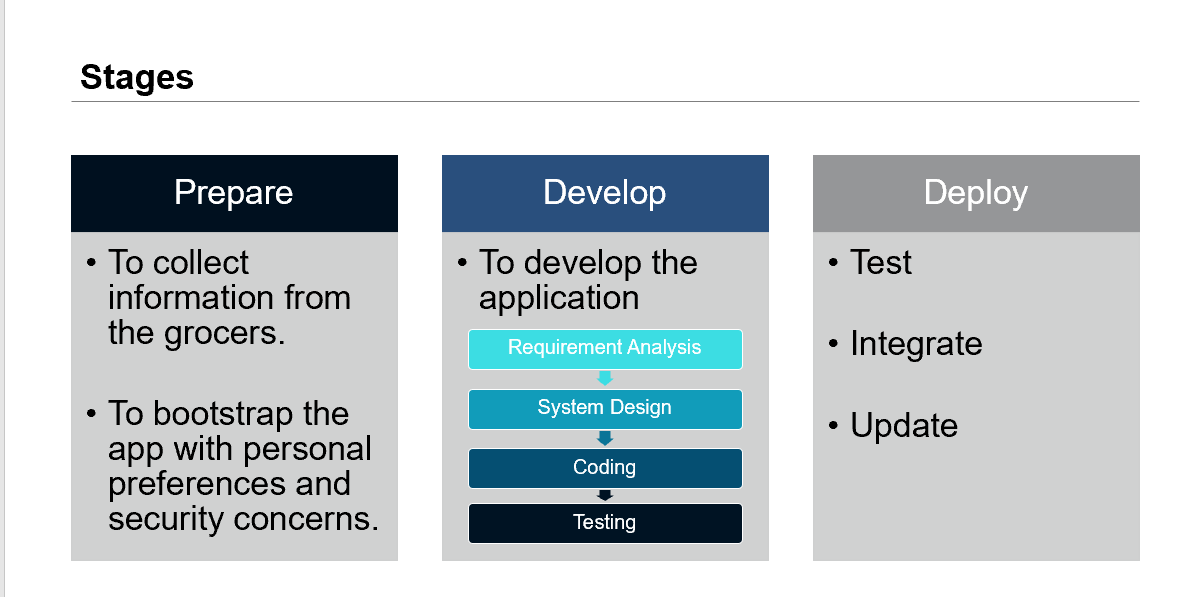 Stages
Prepare
• To collect
information from
the grocers.
• To bootstrap the
app with personal
preferences and
security concerns.
Develop
• To develop the
application
Requirement Analysis
System Design
Coding
Testing
Deploy
• Test
• Integrate
• Update